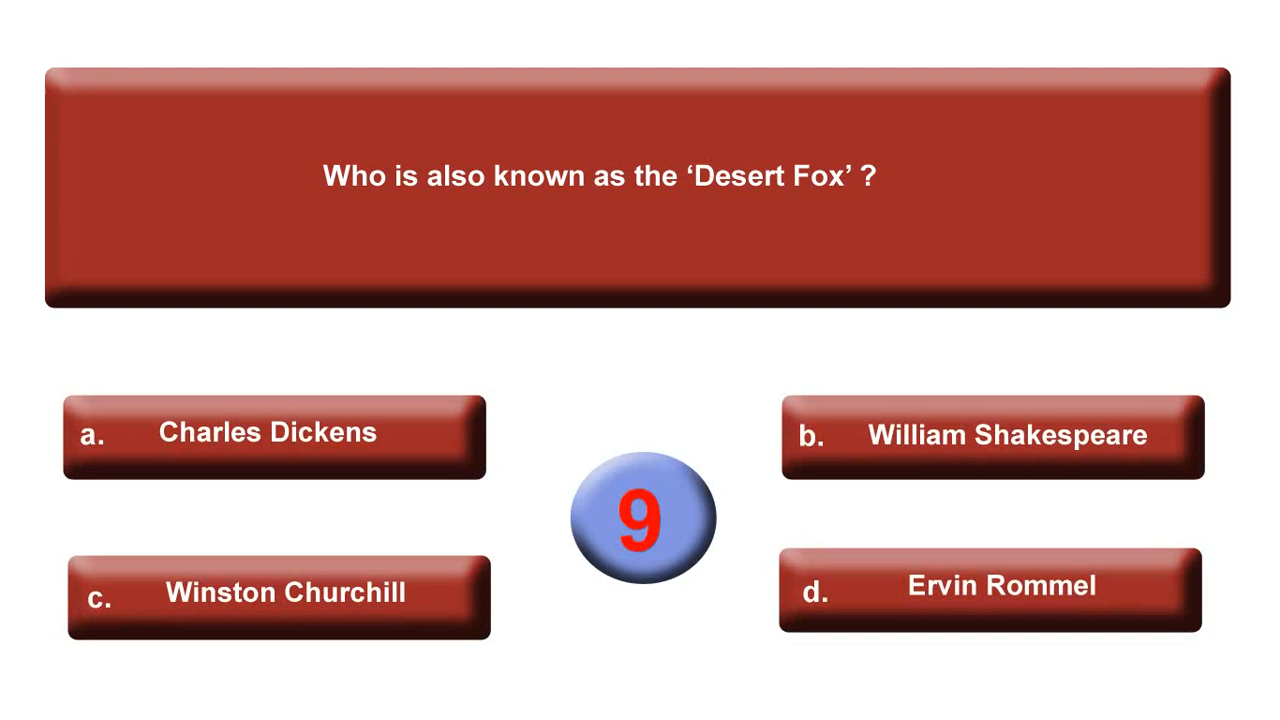 Who is also known as the ‘Desert Fox’ ?
a. Charles Dickens
b. William Shakespeare
9
c. Winston Churchill
d. Ervin Rommel